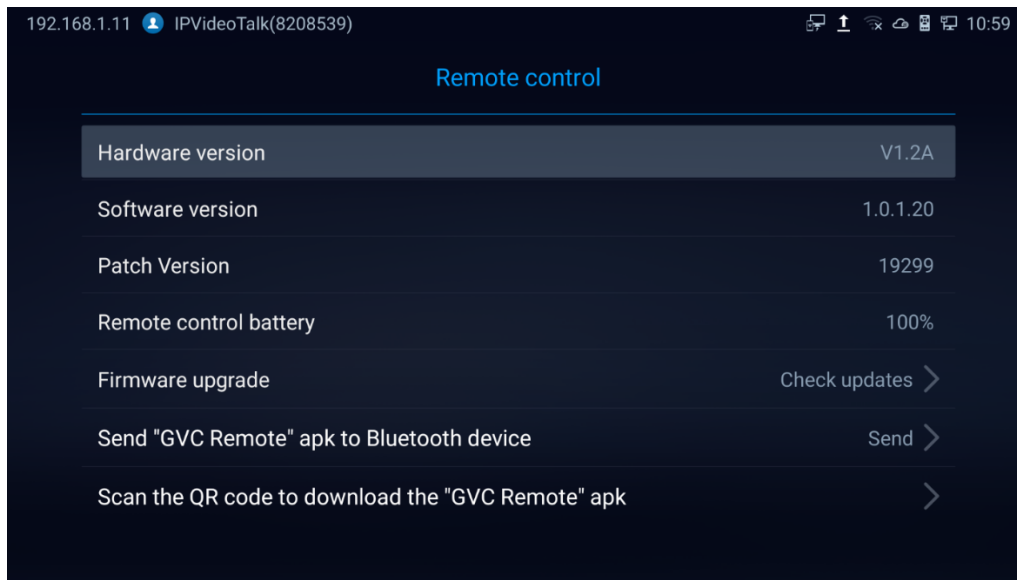 192.168.1.11 IPVideoTalk(8208539) 10:59
Remote control
Hardware version V1.2A
Software version 1.0.1.20
Patch Version 19299
Remote control battery 100%
Firmware upgrade Check updates
Send "GVC Remote" apk to Bluetooth device Send
Scan the QR code to download the "GVC Remote" apk